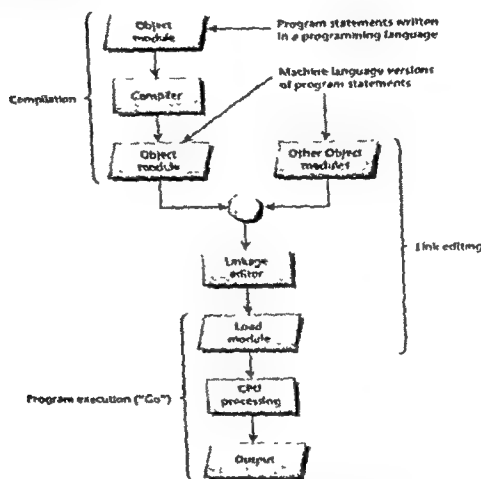 Object
module
Program statements written
in a programming language
Machine language versions
of program statements
Compilation
Compiler
Object
module
Other Object
modules
Link editing
Linkage
editor
Load
module
Program execution ("Go")
CPU
processing
Output